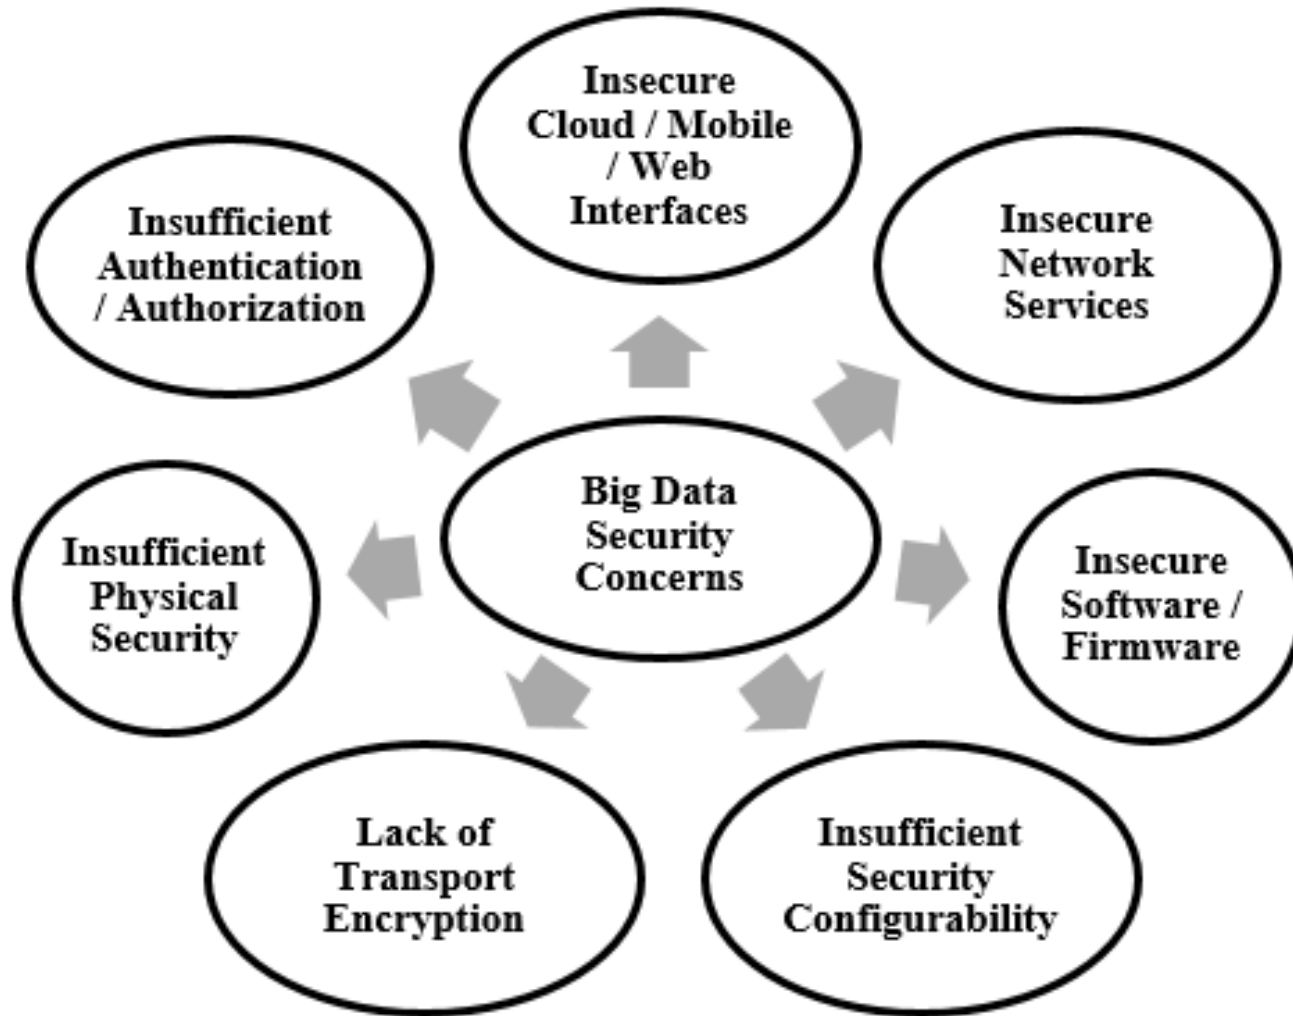 Insecure
Cloud / Mobile
/ Web
Interfaces
Insufficient
Authentication
/ Authorization
Insecure
Network
Services
Big Data
Security
Concerns
Insufficient
Physical
Security
Insecure
Software /
Firmware
Lack of
Transport
Encryption
Insufficient
Security
Configurability